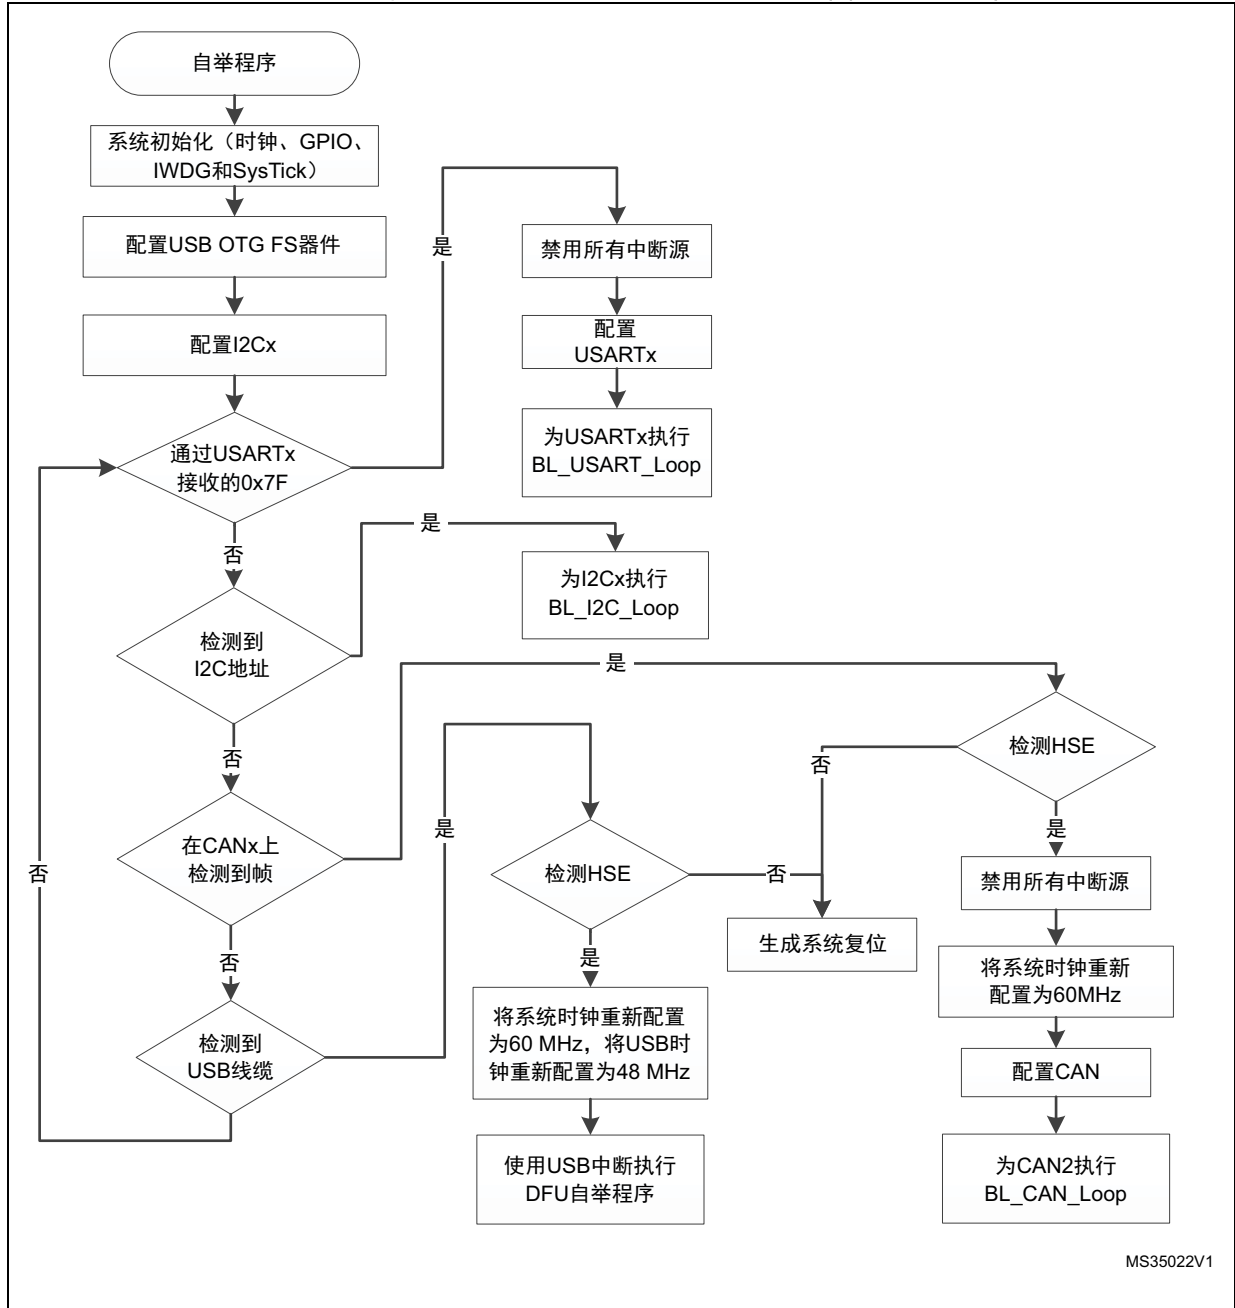 自举程序
系统初始化（时钟、GPIO、
IWDG和SysTick）
配置USB OTG FS器件
配置I2Cx
通过USARTx
接收的0x7F
是
禁用所有中断源
配置
USARTx
为USARTx执行
BL_USART_Loop
否
检测到
I2C地址
是
为I2Cx执行
BL_I2C_Loop
否
在CANx上
检测到帧
是
检测HSE
否
是
禁用所有中断源
将系统时钟重新
配置为60MHz
配置CAN
为CAN2执行
BL_CAN_Loop
否
检测到
USB线缆
是
检测HSE
否
生成系统复位
是
将系统时钟重新配置
为60 MHz，将USB时
钟重新配置为48 MHz
使用USB中断执行
DFU自举程序
否
MS35022V1